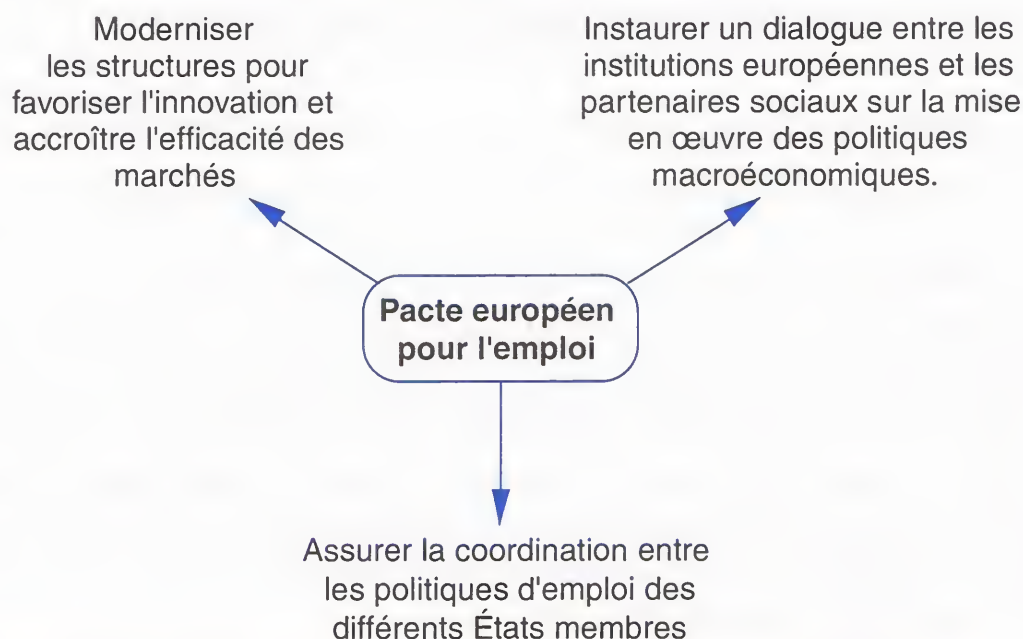 Moderniser
les structures pour
favoriser l'innovation et
accroître l'efficacité des
marchés
Instaurer un dialogue entre les
institutions européennes et les
partenaires sociaux sur la mise
en œuvre des politiques
macroéconomiques.
Pacte européen
pour l'emploi
Assurer la coordination entre
les politiques d'emploi des
différents États membres